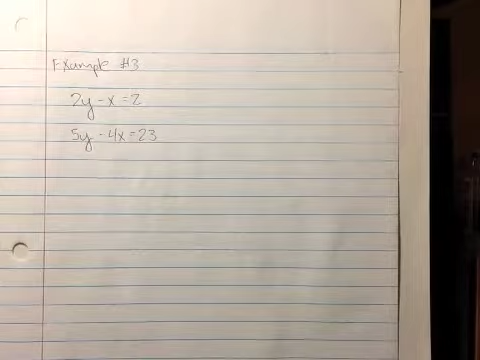 Example #3
2y - x = 2
5y - 4x = 23